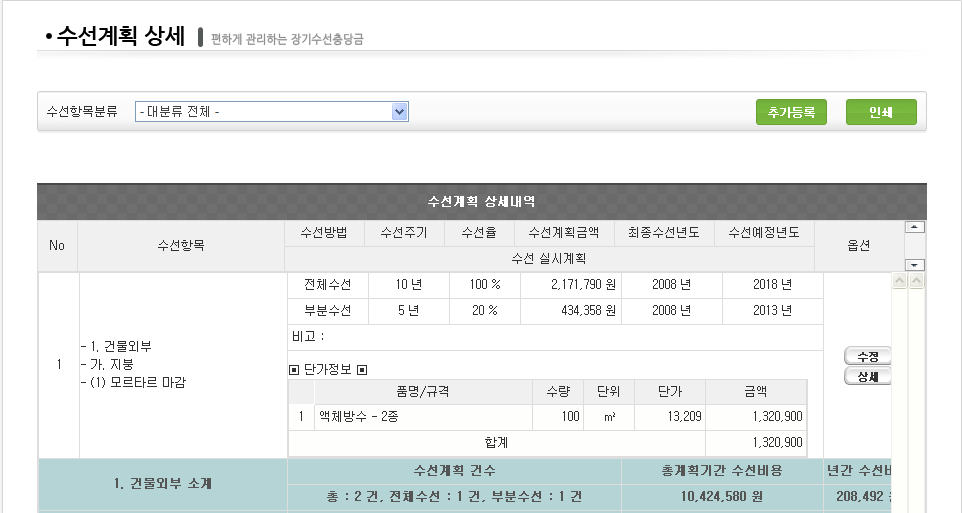 • 수선계획 상세 편하게 관리하는 장기수선충당금
수선항목분류 - 대분류 전체 - 추가등록 인쇄
수선계획 상세내역
No 수선항목 수선방법 수선주기 수선율 수선계획금액 최종수선년도 수선예정년도 옵션
수선 실시계획
전체수선 10 년 100 % 2,171,790 원 2008 년 2018 년
부분수선 5 년 20 % 434,358 원 2008 년 2013 년
비고 :
1
- 1. 건물외부
- 가. 지붕
- (1) 모르타르 마감
수정
상세
▣ 단가정보 ▣
품명/규격 수량 단위 단가 금액
1 액체방수 - 2종 100 ㎡ 13,209 1,320,900
합계 1,320,900
1. 건물외부 소계
수선계획 건수 총계획기간 수선비용 년간 수선
총 : 2 건, 전체수선 : 1 건, 부분수선 : 1 건 10,424,580 원 208,492